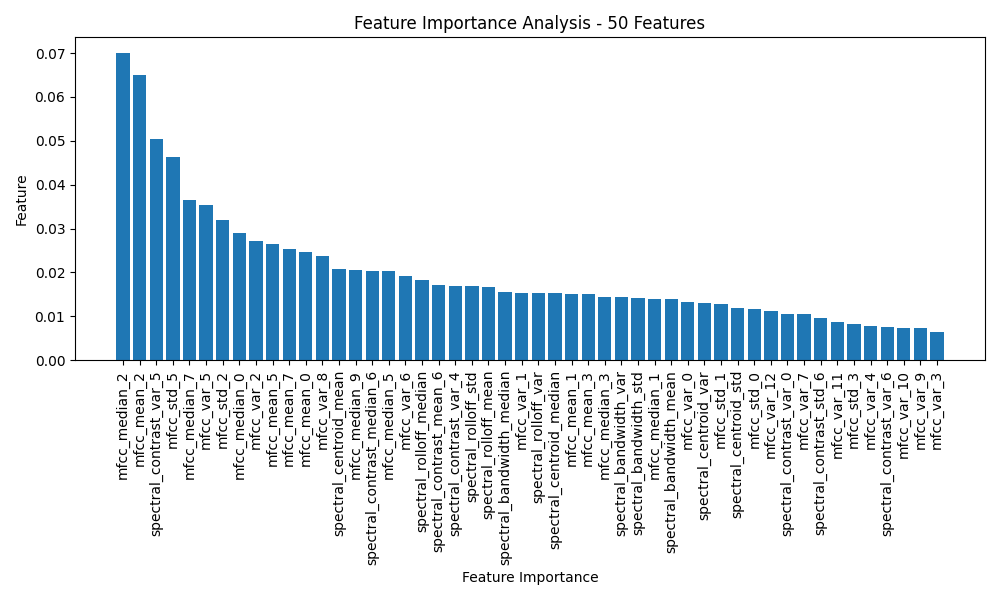 Feature Importance Analysis - 50 Features
Feature
0.07
0.06
0.05
0.04
0.03
0.02
0.01
0.00
mfcc_median_2
mfcc_mean_2
spectral_contrast_var_5
mfcc_std_5
mfcc_median_7
mfcc_var_5
mfcc_std_2
mfcc_median_0
mfcc_var_2
mfcc_mean_5
mfcc_mean_7
mfcc_mean_0
mfcc_var_8
spectral_centroid_mean
mfcc_median_9
spectral_contrast_median_6
mfcc_median_5
mfcc_var_6
spectral_rolloff_median
spectral_contrast_mean_6
spectral_contrast_var_4
spectral_rolloff_std
spectral_rolloff_mean
spectral_bandwidth_median
mfcc_var_1
spectral_rolloff_var
spectral_centroid_median
mfcc_mean_1
mfcc_mean_3
mfcc_median_3
spectral_bandwidth_var
spectral_bandwidth_std
mfcc_median_1
spectral_bandwidth_mean
mfcc_var_0
spectral_centroid_var
mfcc_std_1
spectral_centroid_std
mfcc_std_0
mfcc_var_12
spectral_contrast_var_0
mfcc_var_7
spectral_contrast_std_6
mfcc_var_11
mfcc_std_3
mfcc_var_4
spectral_contrast_var_6
mfcc_var_10
mfcc_var_9
mfcc_var_3
Feature Importance